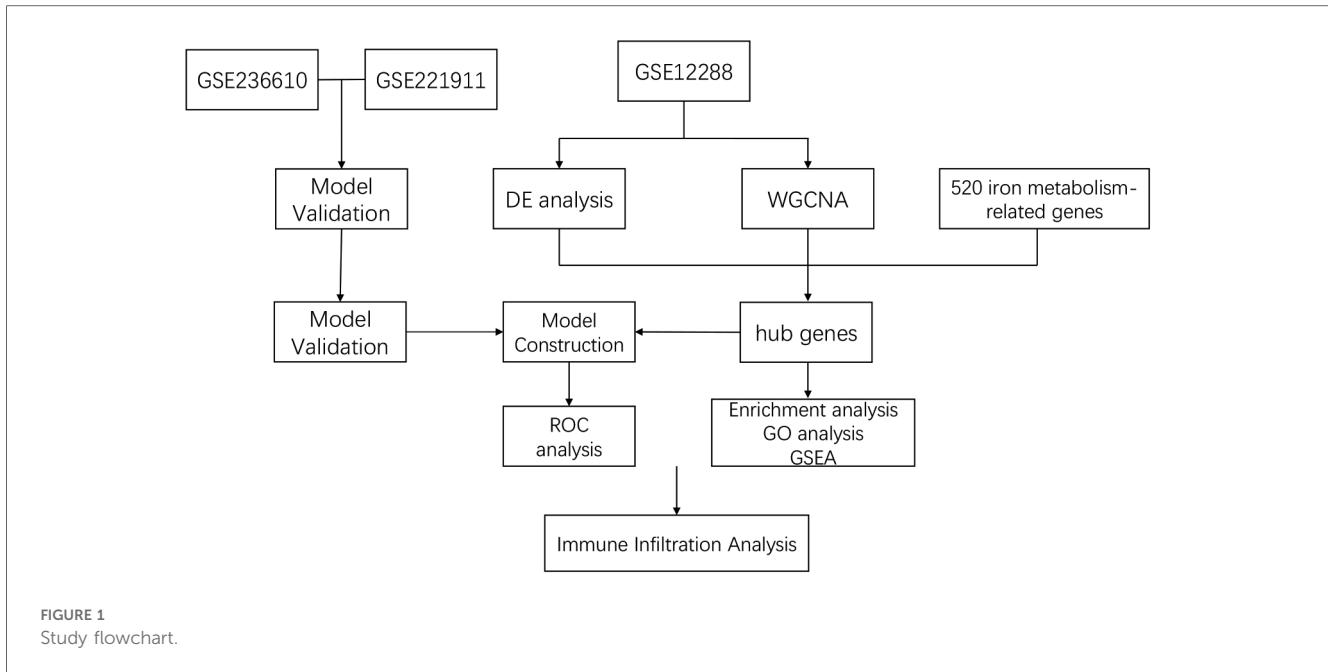 GSE236610
GSE221911
GSE12288
Model
Validation
DE analysis
WGCNA
520 iron metabolism-
related genes
Model
Validation
Model
Construction
hub genes
ROC
analysis
Enrichment analysis
GO analysis
GSEA
Immune Infiltration Analysis
FIGURE 1
Study flowchart.